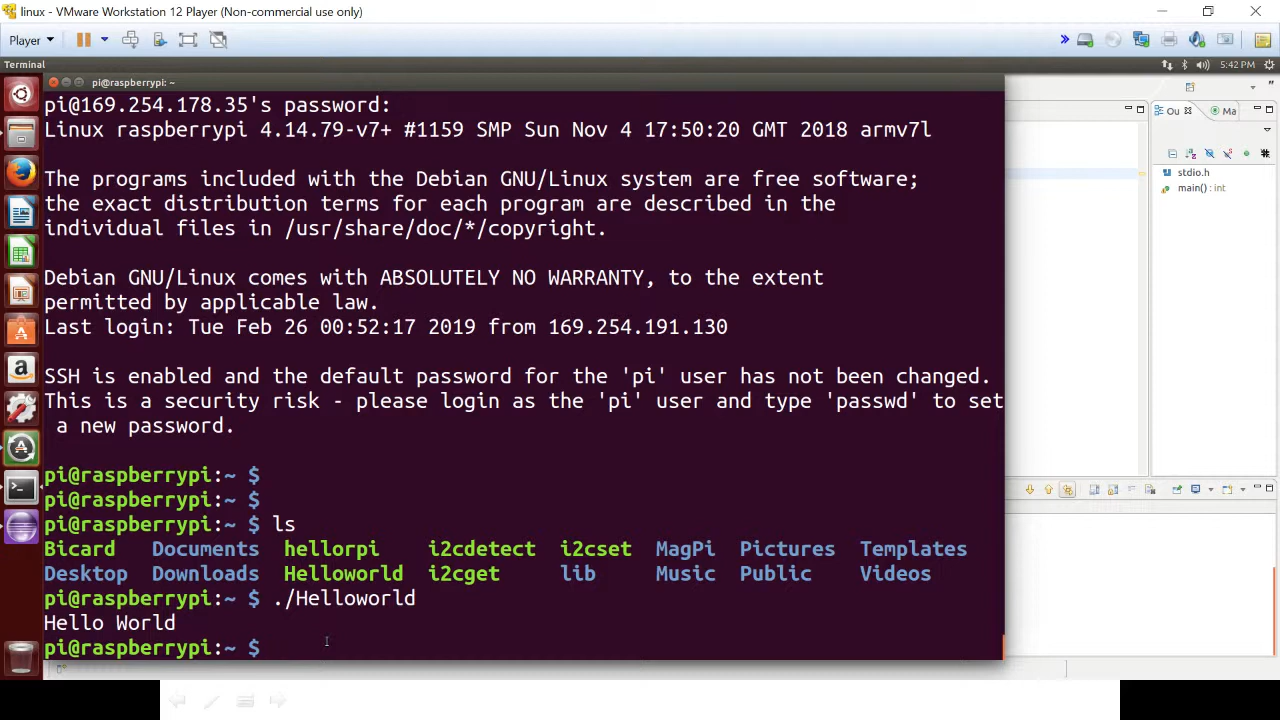 linux - VMware Workstation 12 Player (Non-commercial use only)
Player
Terminal
5:42 PM
pi@raspberrypi: ~
pi@169.254.178.35's password:
Linux raspberrypi 4.14.79-v7+ #1159 SMP Sun Nov 4 17:50:20 GMT 2018 armv7l
The programs included with the Debian GNU/Linux system are free software;
the exact distribution terms for each program are described in the
individual files in /usr/share/doc/*/copyright.
Debian GNU/Linux comes with ABSOLUTELY NO WARRANTY, to the extent
permitted by applicable law.
Last login: Tue Feb 26 00:52:17 2019 from 169.254.191.130
SSH is enabled and the default password for the 'pi' user has not been changed.
This is a security risk - please login as the 'pi' user and type 'passwd' to set
a new password.
pi@raspberrypi:~ $
pi@raspberrypi:~ $
pi@raspberrypi:~ $ ls
Bicard Documents hellorpi i2cdetect i2cset MagPi Pictures Templates
Desktop Downloads Helloworld i2cget lib Music Public Videos
pi@raspberrypi:~ $ ./Helloworld
Hello World
pi@raspberrypi:~ $
Ou
Ma
stdio.h
main() : int